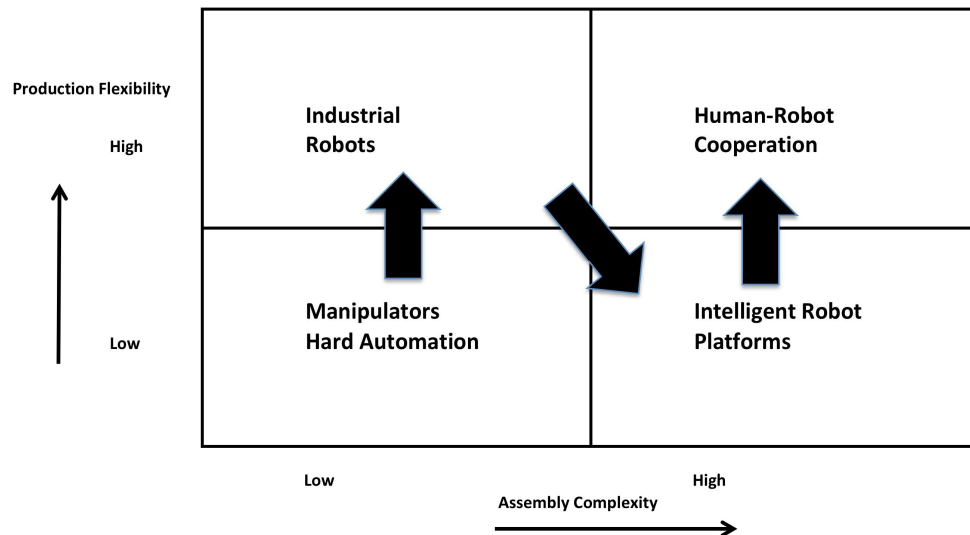 Production Flexibility
High
Low
Industrial
Robots
Human-Robot
Cooperation
Manipulators
Hard Automation
Intelligent Robot
Platforms
Low
High
Assembly Complexity